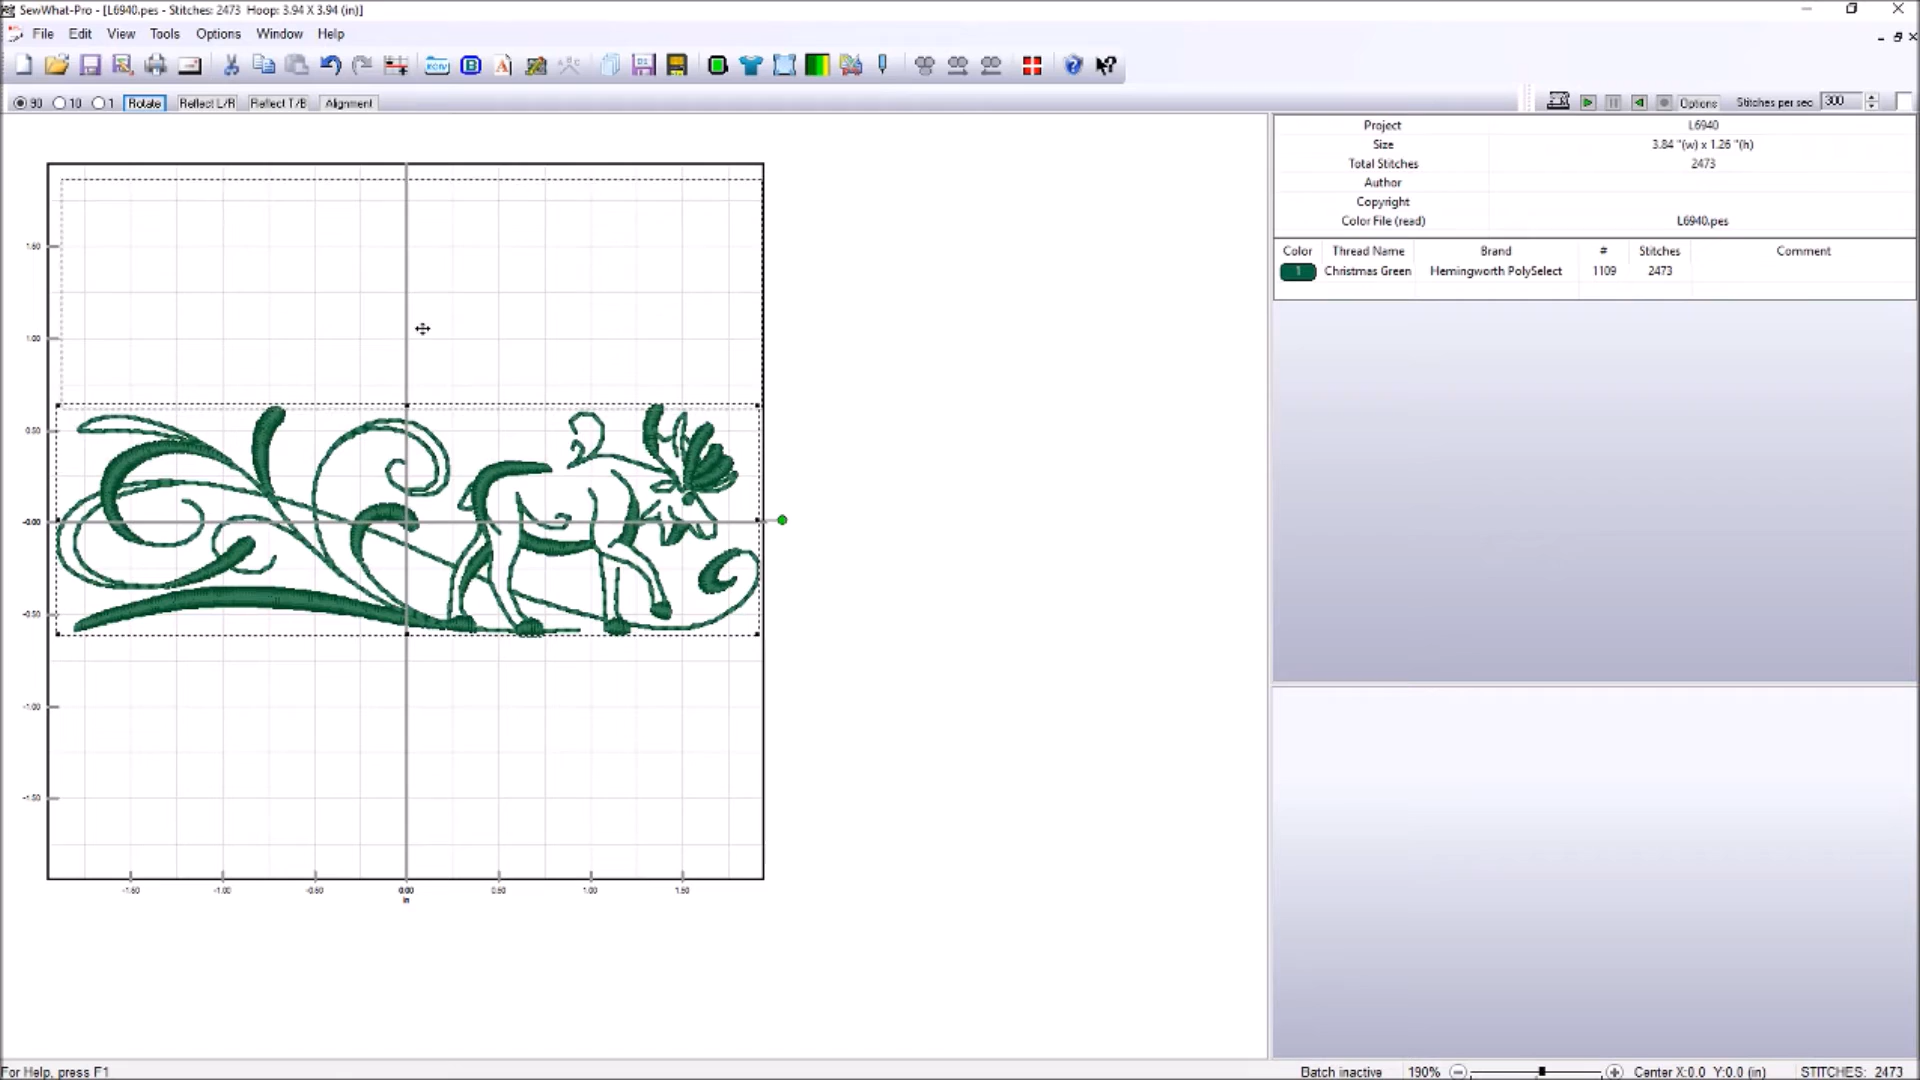 SewWhat-Pro - [L6940.pes - Stitches: 2473 Hoop: 3.94 X 3.94 (in)]
File Edit View Tools Options Window Help
90 10 1 Rotate Reflect L/R Reflect T/B Alignment
Options Stitches per sec 300
Project L6940
Size 3.84 "(w) x 1.26 "(h)
Total Stitches 2473
Author
Copyright
Color File (read) L6940.pes
Color Thread Name Brand # Stitches Comment
1 Christmas Green Hemingworth PolySelect 1109 2473
1.50
1.00
0.50
-0.00
-0.50
-1.00
-1.50
-1.50 -1.00 -0.50 0.00 0.50 1.00 1.50
in
For Help, press F1
Batch inactive 190% Center X:0.0 Y:0.0 (in) STITCHES: 2473